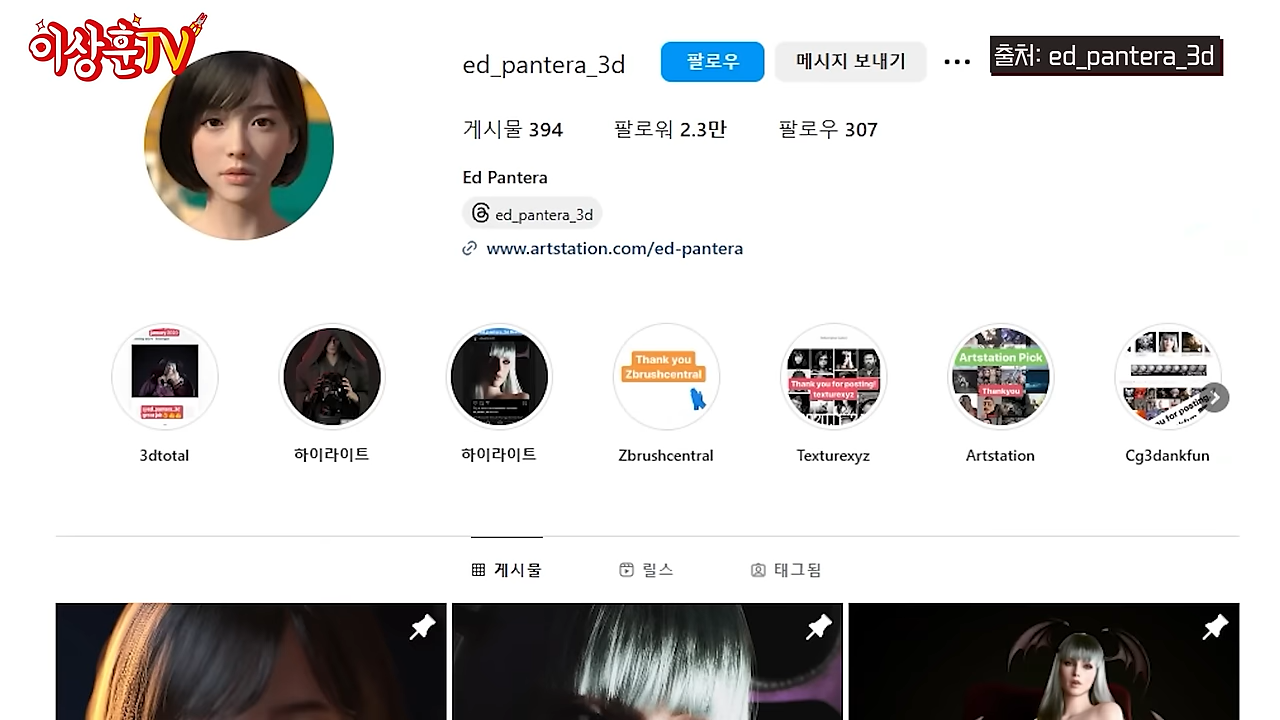 이상훈TV
ed_pantera_3d
팔로우
메시지 보내기
출처: ed_pantera_3d
게시물 394
팔로워 2.3만
팔로우 307
Ed Pantera
ed_pantera_3d
www.artstation.com/ed-pantera
Thank you
Zbrushcentral
Thank you for posting!
texturexyz
Artstation Pick
Thankyou
3dtotal
하이라이트
하이라이트
Zbrushcentral
Texturexyz
Artstation
Cg3dankfun
게시물
릴스
태그됨